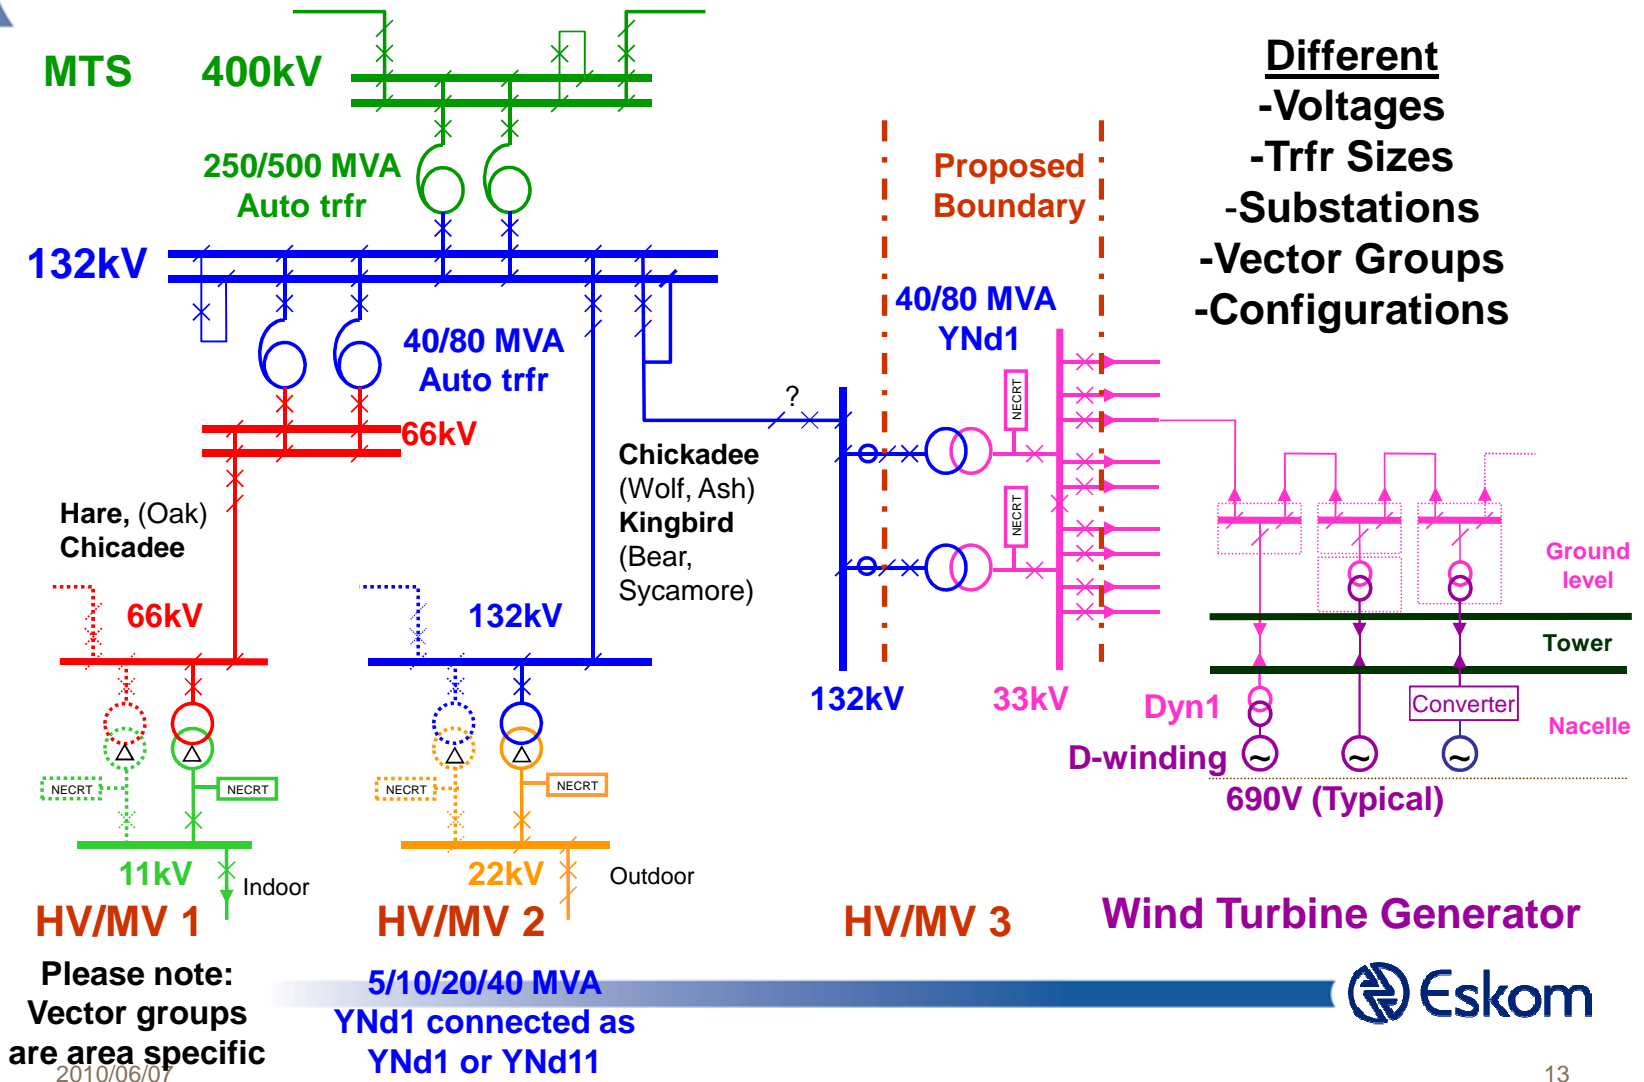 MTS
400kV
250/500 MVA
Auto trfr
132kV
40/80 MVA
Auto trfr
66kV
Hare, (Oak)
Chicadee
Chickadee
(Wolf, Ash)
Kingbird
(Bear,
Sycamore)
?
Proposed
Boundary
40/80 MVA
YNd1
NECRT
NECRT
132kV
33kV
Different
-Voltages
-Trfr Sizes
-Substations
-Vector Groups
-Configurations
Ground
level
Tower
Nacelle
Converter
Dyn1
D-winding
~
~
~
690V (Typical)
66kV
NECRT
NECRT
11kV
Indoor
132kV
NECRT
NECRT
22kV
Outdoor
HV/MV 1
HV/MV 2
HV/MV 3
Wind Turbine Generator
Please note:
Vector groups
are area specific
5/10/20/40 MVA
YNd1 connected as
YNd1 or YNd11
Eskom
2010/06/07
13